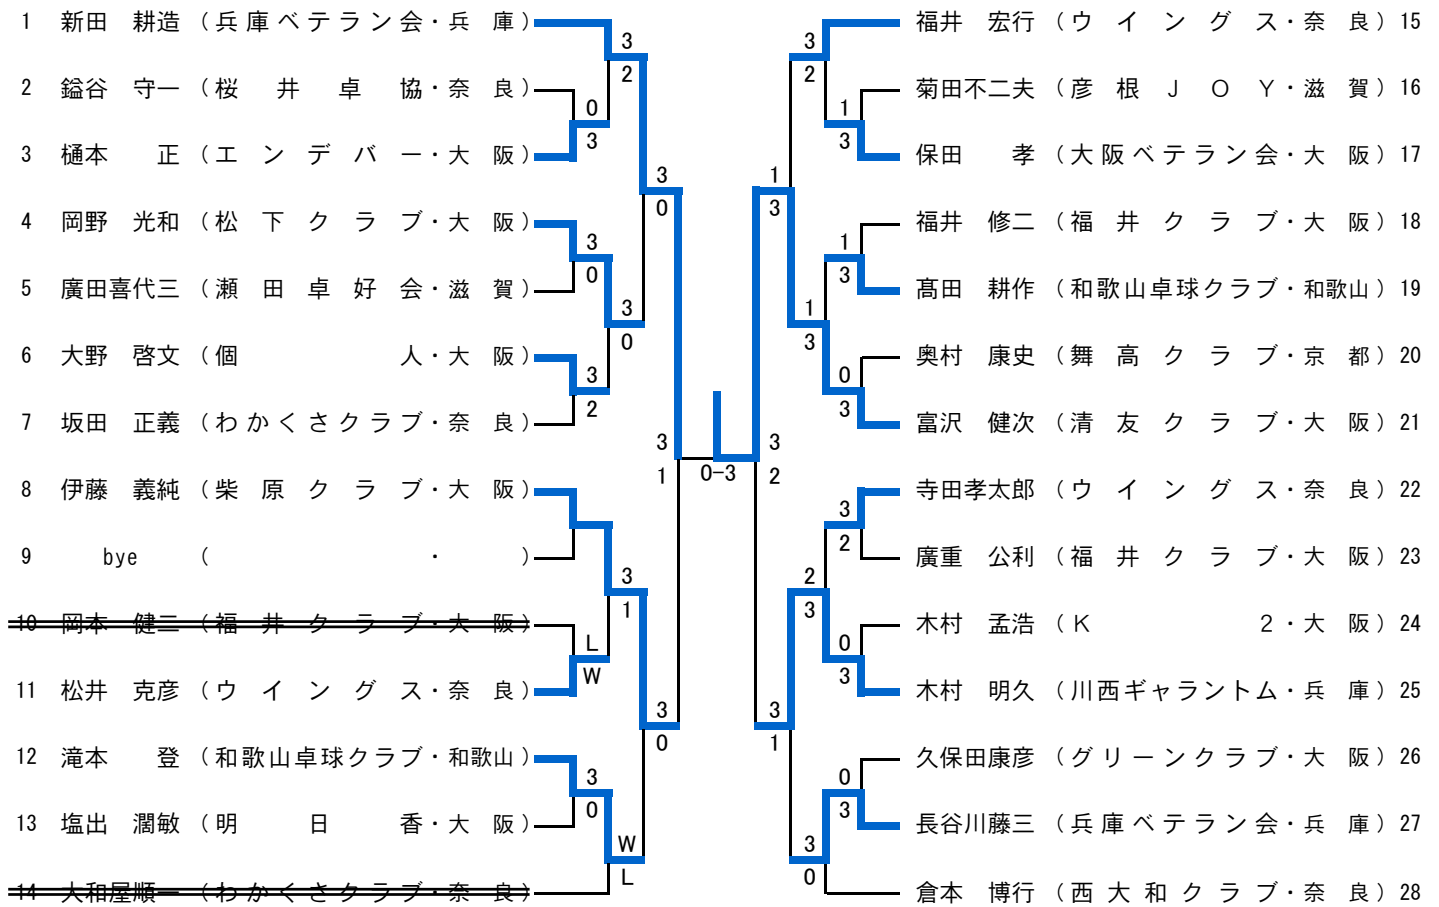 1 新田 耕造 (兵庫ベテラン会・兵 庫)
3
2
2 鎰谷 守一 (桜 井 卓 協・奈 良)
0
3
3 樋本 正 (エ ン デ バ ー・大 阪)
3
0
4 岡野 光和 (松 下 ク ラ ブ・大 阪)
3
0
5 廣田喜代三 (瀬 田 卓 好 会・滋 賀)
3
0
6 大野 啓文 (個 人・大 阪)
3
2
7 坂田 正義 (わかくさクラブ・奈 良)
3
1
8 伊藤 義純 (柴 原 ク ラ ブ・大 阪)
9 bye ( ・ )
3
1
10 岡本 健二 (福 井 ク ラ ブ・大 阪)
L
W
11 松井 克彦 (ウ イ ン グ ス・奈 良)
3
0
12 滝本 登 (和歌山卓球クラブ・和歌山)
3
0
13 塩出 濶敏 (明 日 香・大 阪)
W
L
14 大和屋順一 (わかくさクラブ・奈 良)
0-3
福井 宏行 (ウ イ ン グ ス・奈 良) 15
3
2
菊田不二夫 (彦 根 J O Y・滋 賀) 16
1
3
保田 孝 (大阪ベテラン会・大 阪) 17
1
3
福井 修二 (福 井 ク ラ ブ・大 阪) 18
1
3
髙田 耕作 (和歌山卓球クラブ・和歌山) 19
1
3
奥村 康史 (舞 高 ク ラ ブ・京 都) 20
0
3
富沢 健次 (清 友 ク ラ ブ・大 阪) 21
3
2
寺田孝太郎 (ウ イ ン グ ス・奈 良) 22
3
2
廣重 公利 (福 井 ク ラ ブ・大 阪) 23
2
3
木村 孟浩 (K 2・大 阪) 24
0
3
木村 明久 (川西ギャラントム・兵 庫) 25
3
1
久保田康彦 (グリーンクラブ・大 阪) 26
0
3
長谷川藤三 (兵庫ベテラン会・兵 庫) 27
3
0
倉本 博行 (西大和クラブ・奈 良) 28